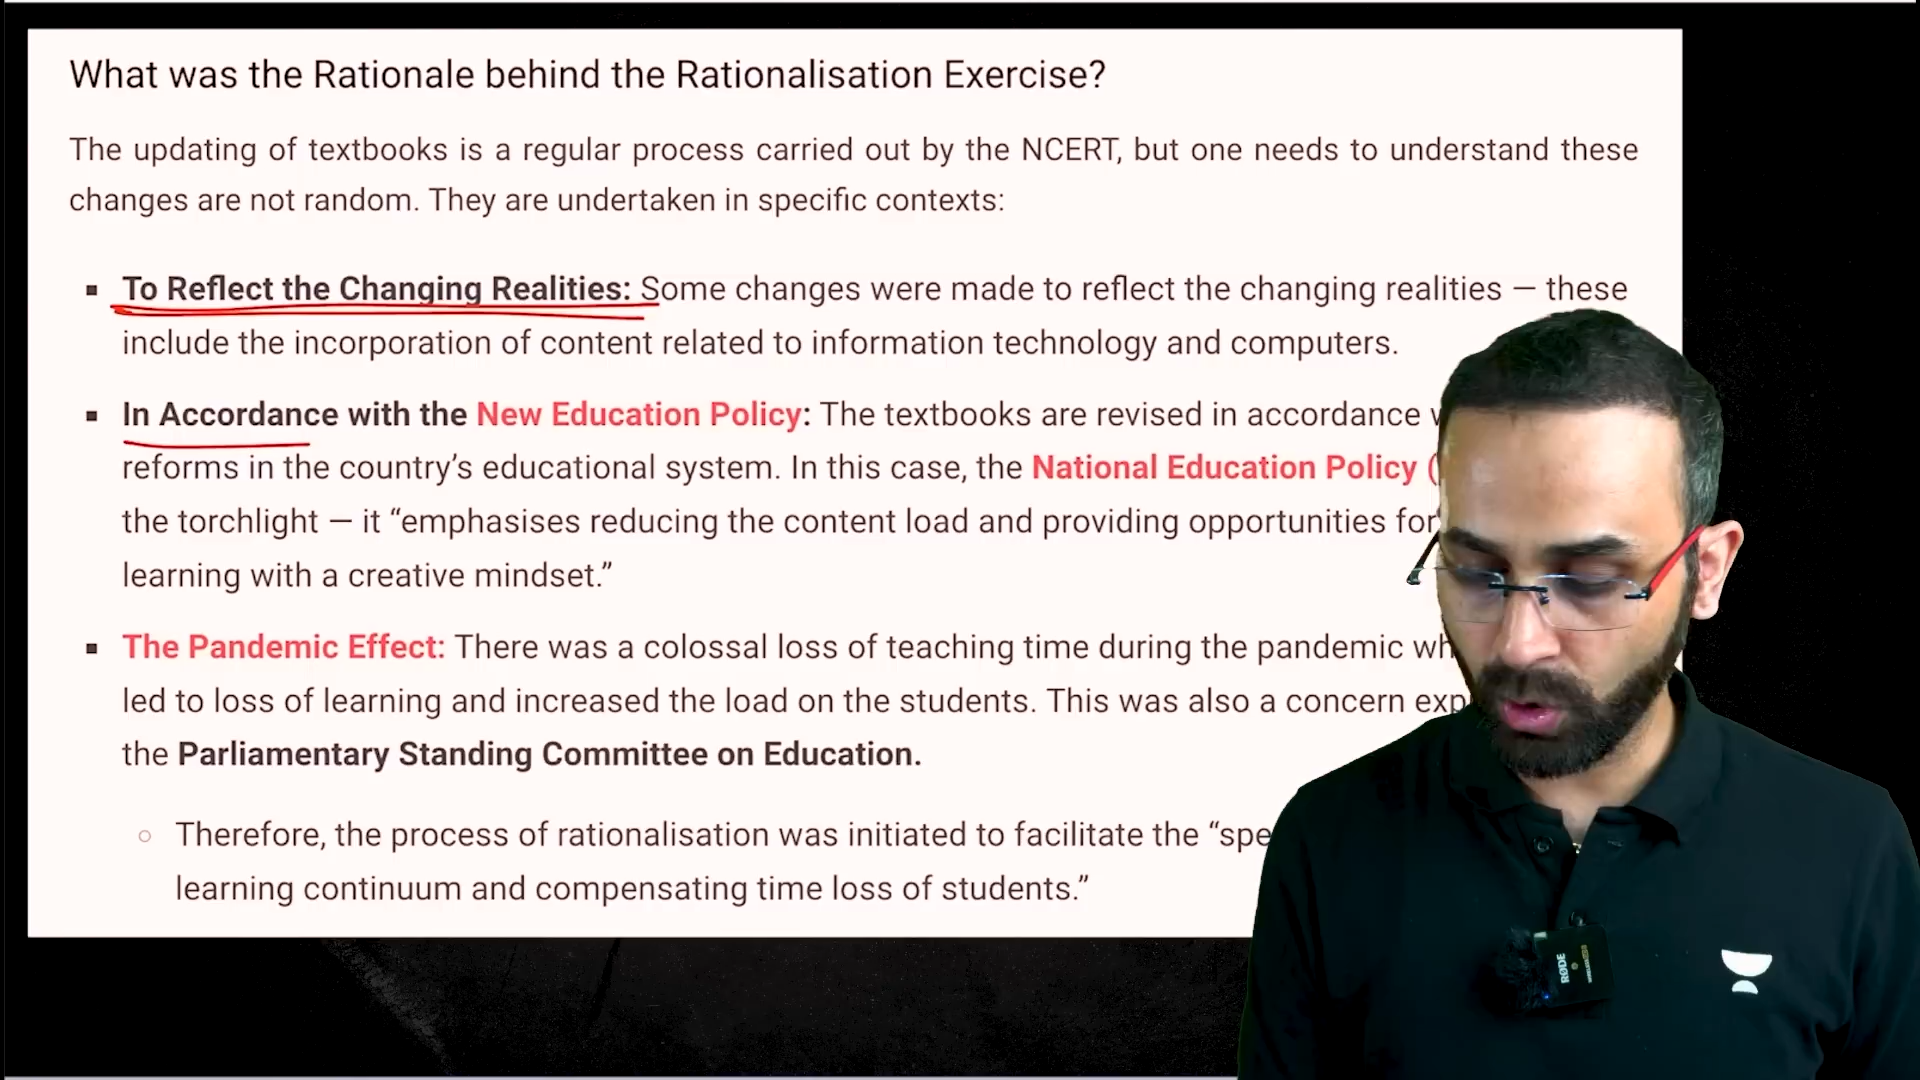 What was the Rationale behind the Rationalisation Exercise?
The updating of textbooks is a regular process carried out by the NCERT, but one needs to understand these
changes are not random. They are undertaken in specific contexts:
▪ To Reflect the Changing Realities: Some changes were made to reflect the changing realities — these
include the incorporation of content related to information technology and computers.
▪ In Accordance with the New Education Policy: The textbooks are revised in accordance
reforms in the country’s educational system. In this case, the National Education Policy (
the torchlight — it “emphasises reducing the content load and providing opportunities for
learning with a creative mindset.”
▪ The Pandemic Effect: There was a colossal loss of teaching time during the pandemic
led to loss of learning and increased the load on the students. This was also a concern
the Parliamentary Standing Committee on Education.
○ Therefore, the process of rationalisation was initiated to facilitate the
learning continuum and compensating time loss of students.”
RØDE